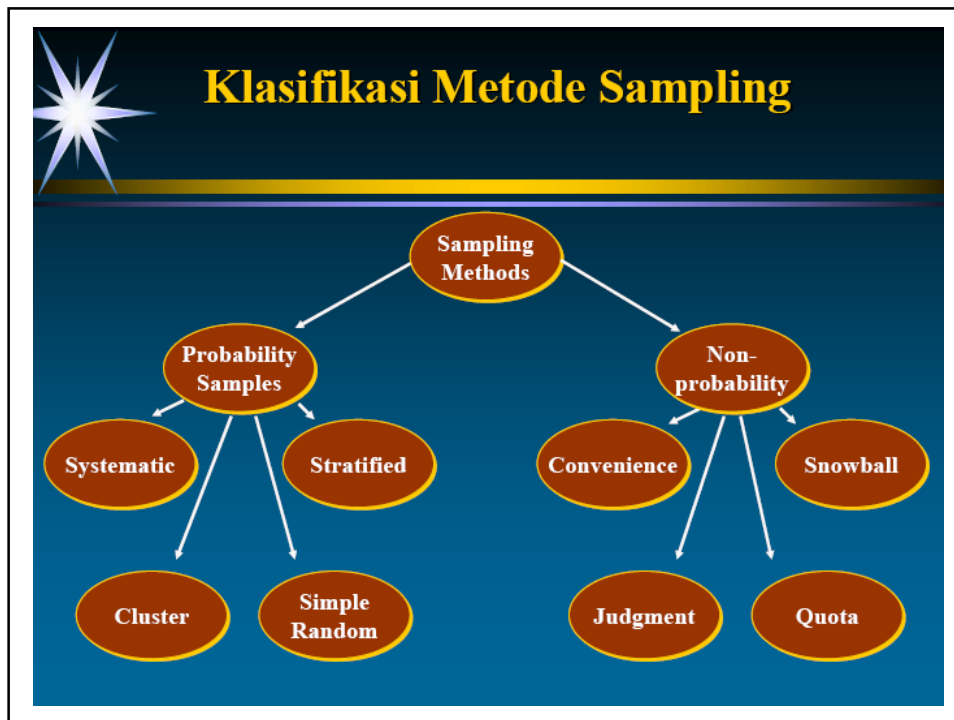 Klasifikasi Metode Sampling
Sampling
Methods
Probability
Samples
Non-
probability
Systematic
Stratified
Convenience
Snowball
Cluster
Simple
Random
Judgment
Quota